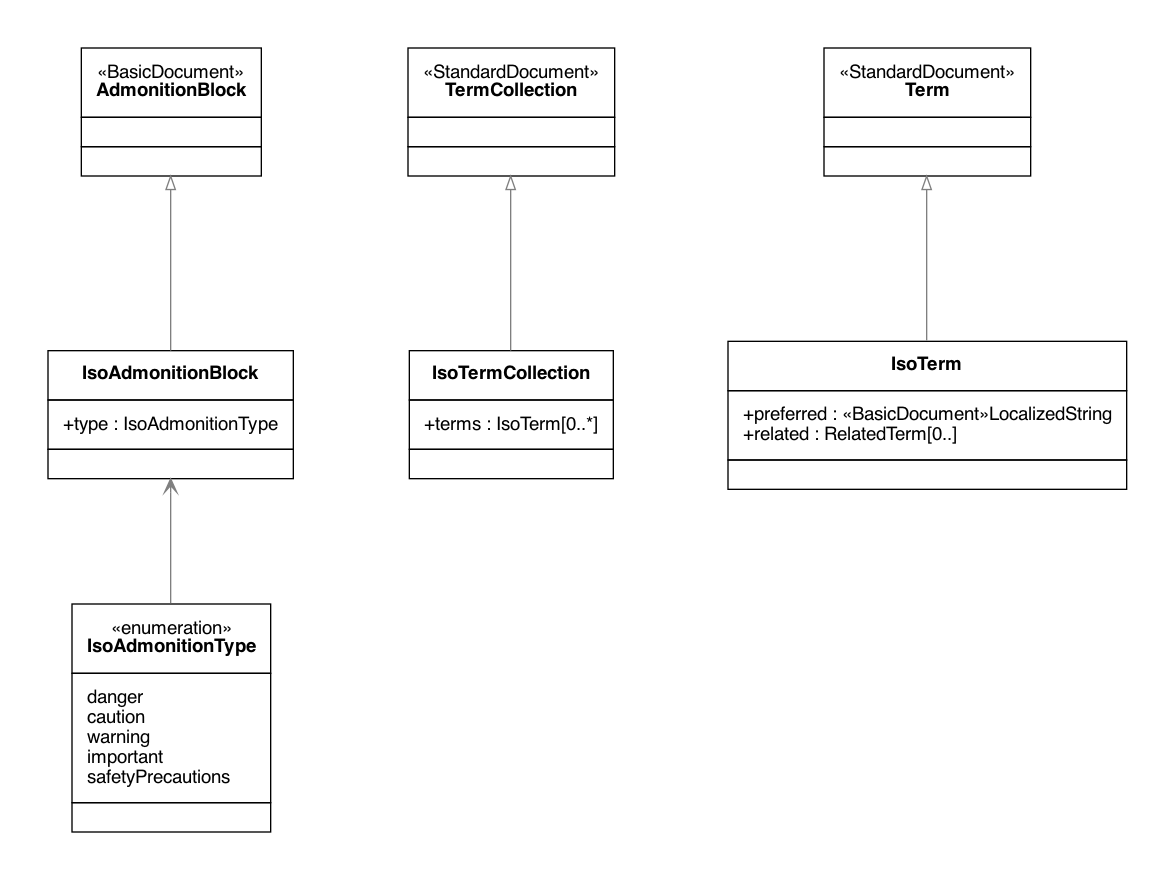 «BasicDocument»
AdmonitionBlock
«StandardDocument»
TermCollection
«StandardDocument»
Term
IsoAdmonitionBlock
+type : IsoAdmonitionType
IsoTermCollection
+terms : IsoTerm[0..*]
IsoTerm
+preferred : «BasicDocument»LocalizedString
+related : RelatedTerm[0..]
«enumeration»
IsoAdmonitionType
danger
caution
warning
important
safetyPrecautions